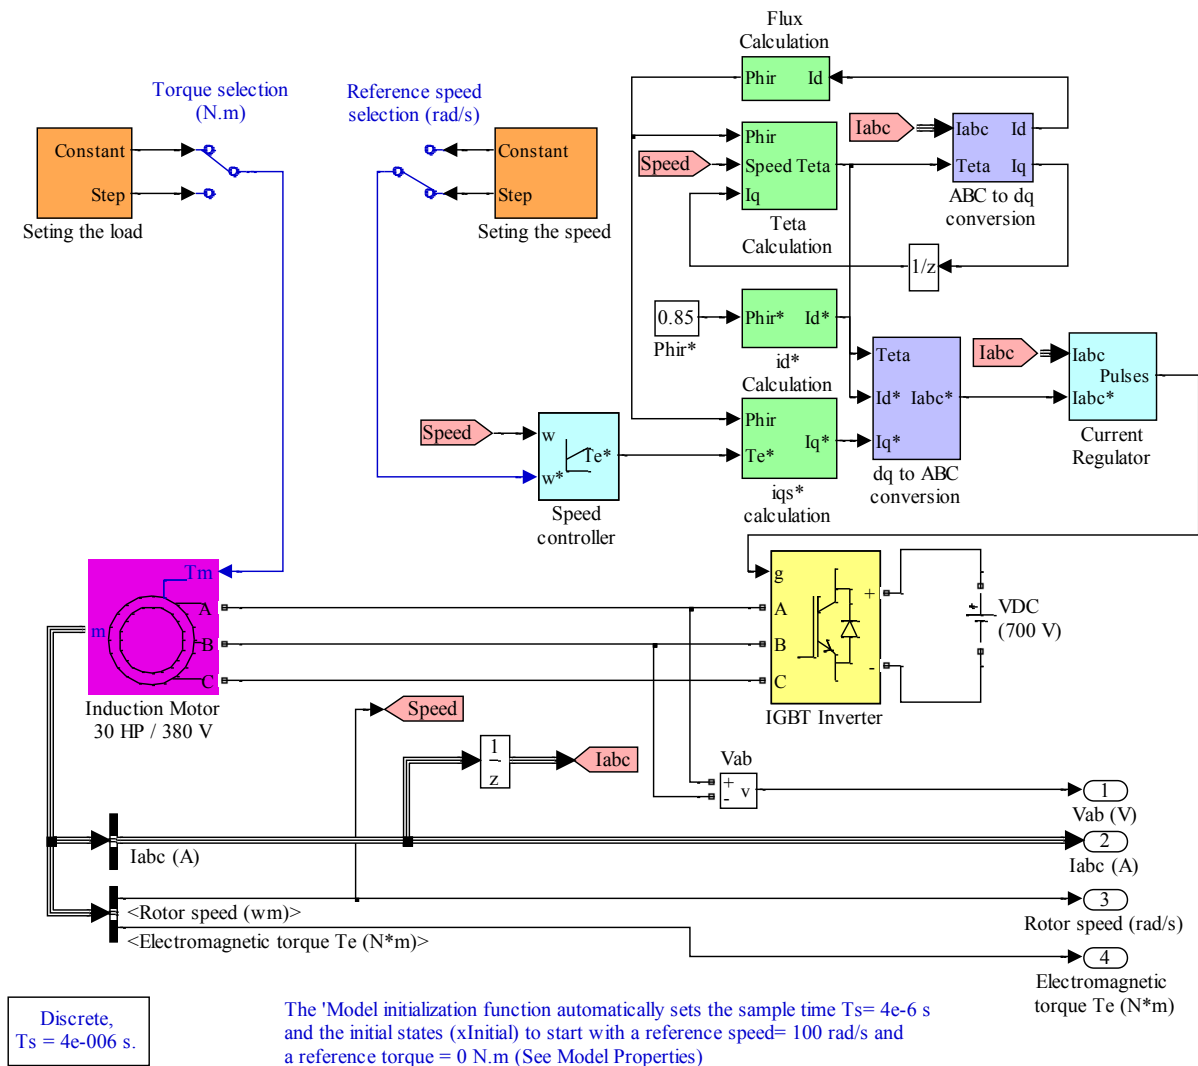 Flux
Calculation
Phir Id
Torque selection
(N.m)
Reference speed
selection (rad/s)
Constant
Step
Seting the load
Constant
Step
Seting the speed
Phir
Speed Teta
Iq
Teta
Calculation
Speed
Iabc
Iabc Id
Teta Iq
ABC to dq
conversion
1/z
0.85
Phir*
Phir* Id*
id*
Calculation
Teta
Id* Iabc*
Iq*
dq to ABC
conversion
Iabc
Iabc
Pulses
Iabc*
Current
Regulator
Speed
w
Te*
w*
Speed
controller
Phir
Iq*
Te*
iqs*
calculation
Tm
m
A
B
C
Induction Motor
30 HP / 380 V
g
A
B
C
+
-
IGBT Inverter
+
VDC
(700 V)
Speed
1
z
Iabc
Vab
+
-
v
1
Vab (V)
Iabc (A)
2
Iabc (A)
<Rotor speed (wm)>
3
Rotor speed (rad/s)
<Electromagnetic torque Te (N*m)>
4
Electromagnetic
torque Te (N*m)
Discrete,
Ts = 4e-006 s.
The 'Model initialization function automatically sets the sample time Ts= 4e-6 s
and the initial states (xInitial) to start with a reference speed= 100 rad/s and
a reference torque = 0 N.m (See Model Properties)